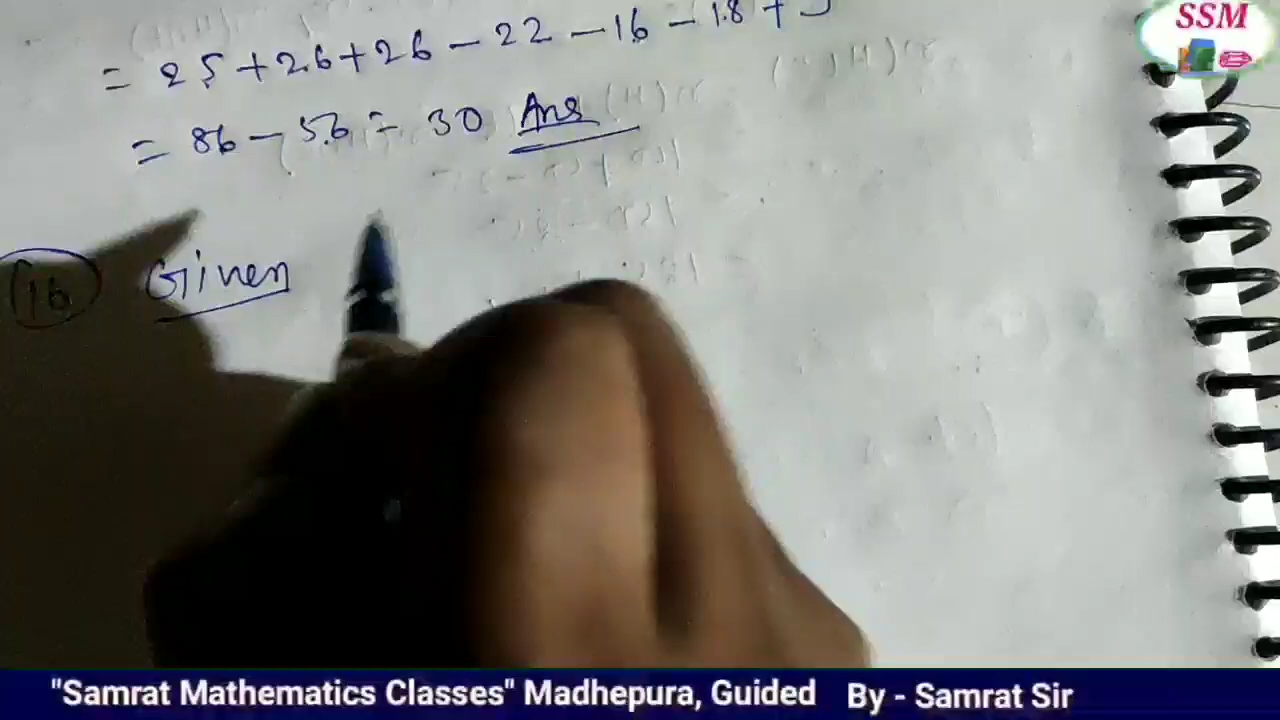 SSM
= 25 + 26 + 26 - 22 - 16 - 18 +
= 86 - 56 = 30 Ans
16 Given
"Samrat Mathematics Classes" Madhepura, Guided By - Samrat Sir